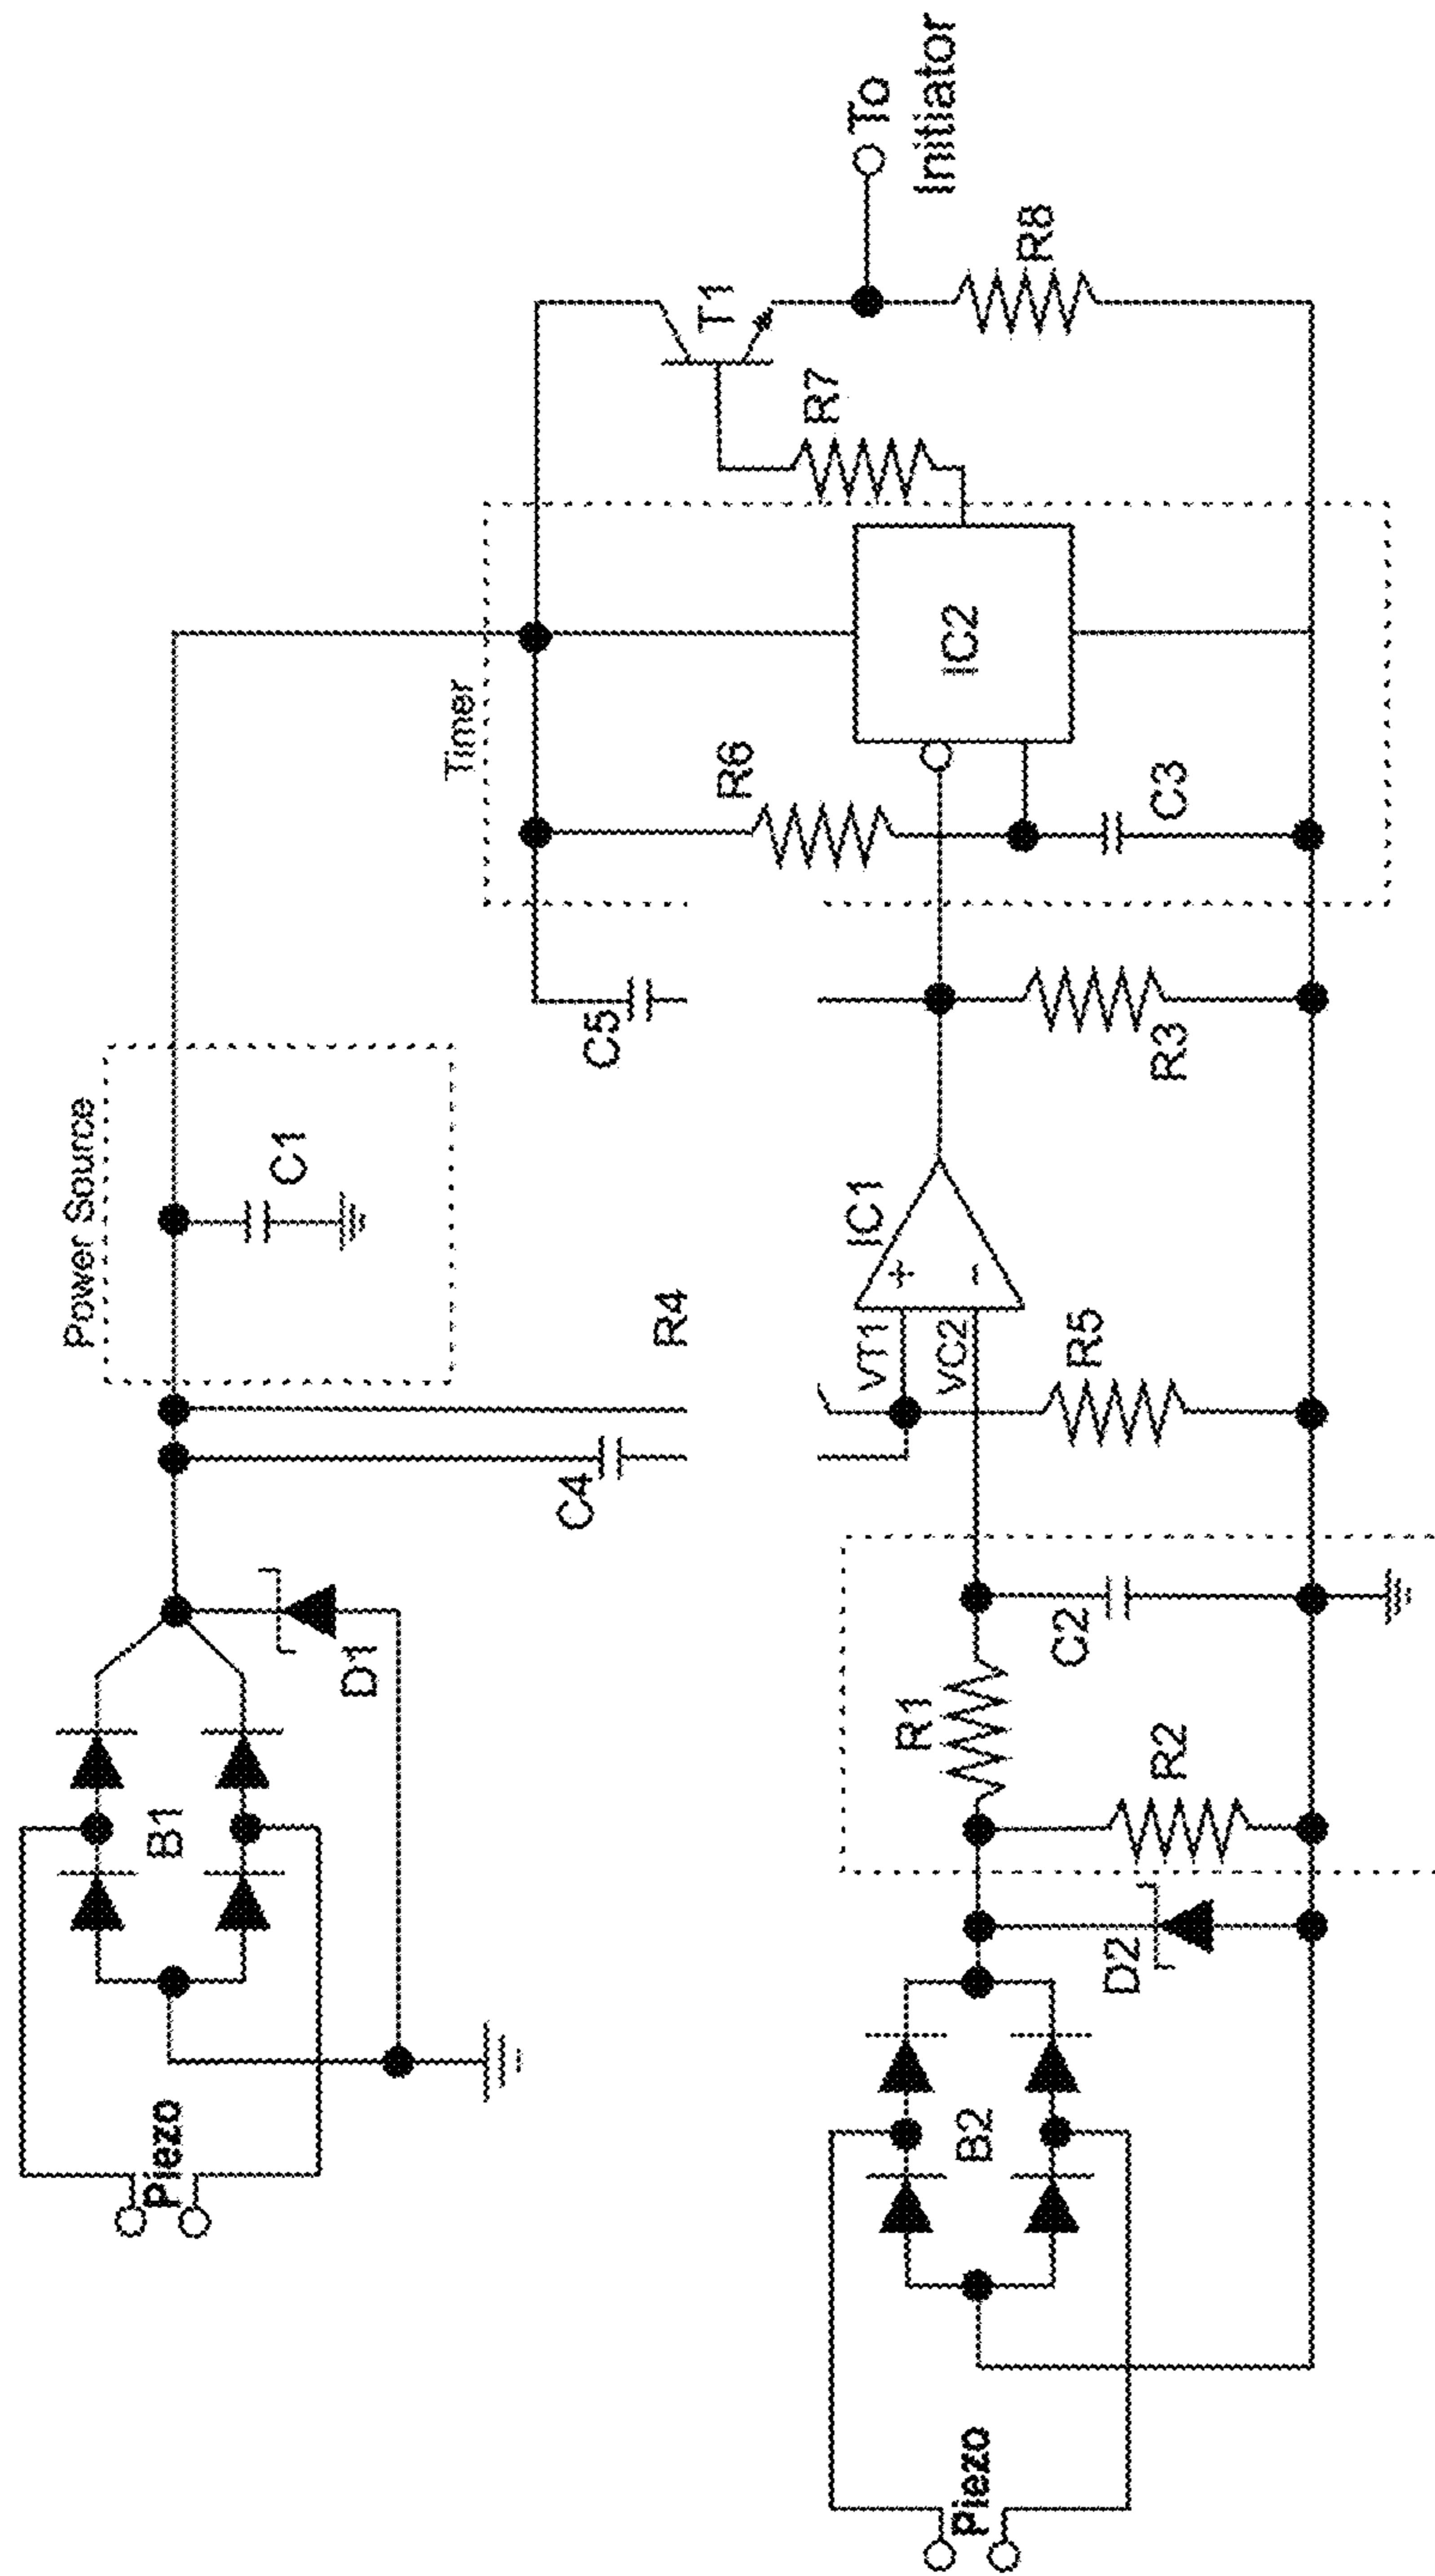 Piezo
B1
D1
C4
R4
Power Source
C1
C5
Timer
R6
IC2
C3
R7
T1
R8
To
Initiator
Piezo
B2
D2
R1
R2
C2
VT1
VC2
R5
IC1
+
-
R3